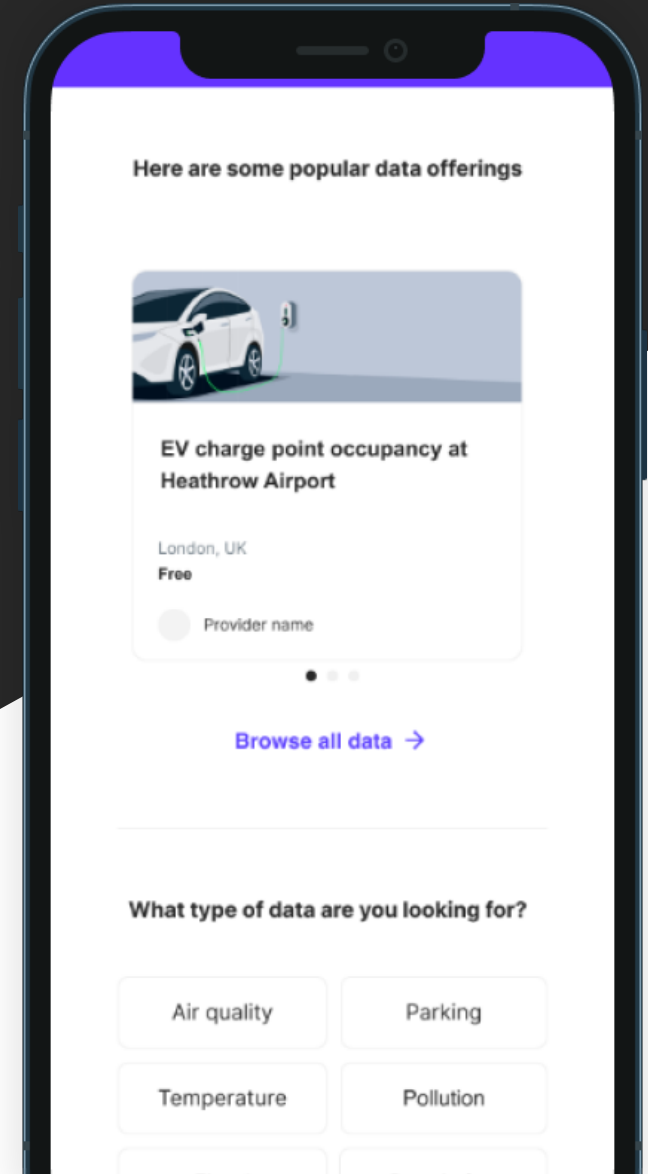 Here are some popular data offerings
EV charge point occupancy at
Heathrow Airport
London, UK
Free
Provider name
Browse all data →
What type of data are you looking for?
Air quality
Parking
Temperature
Pollution